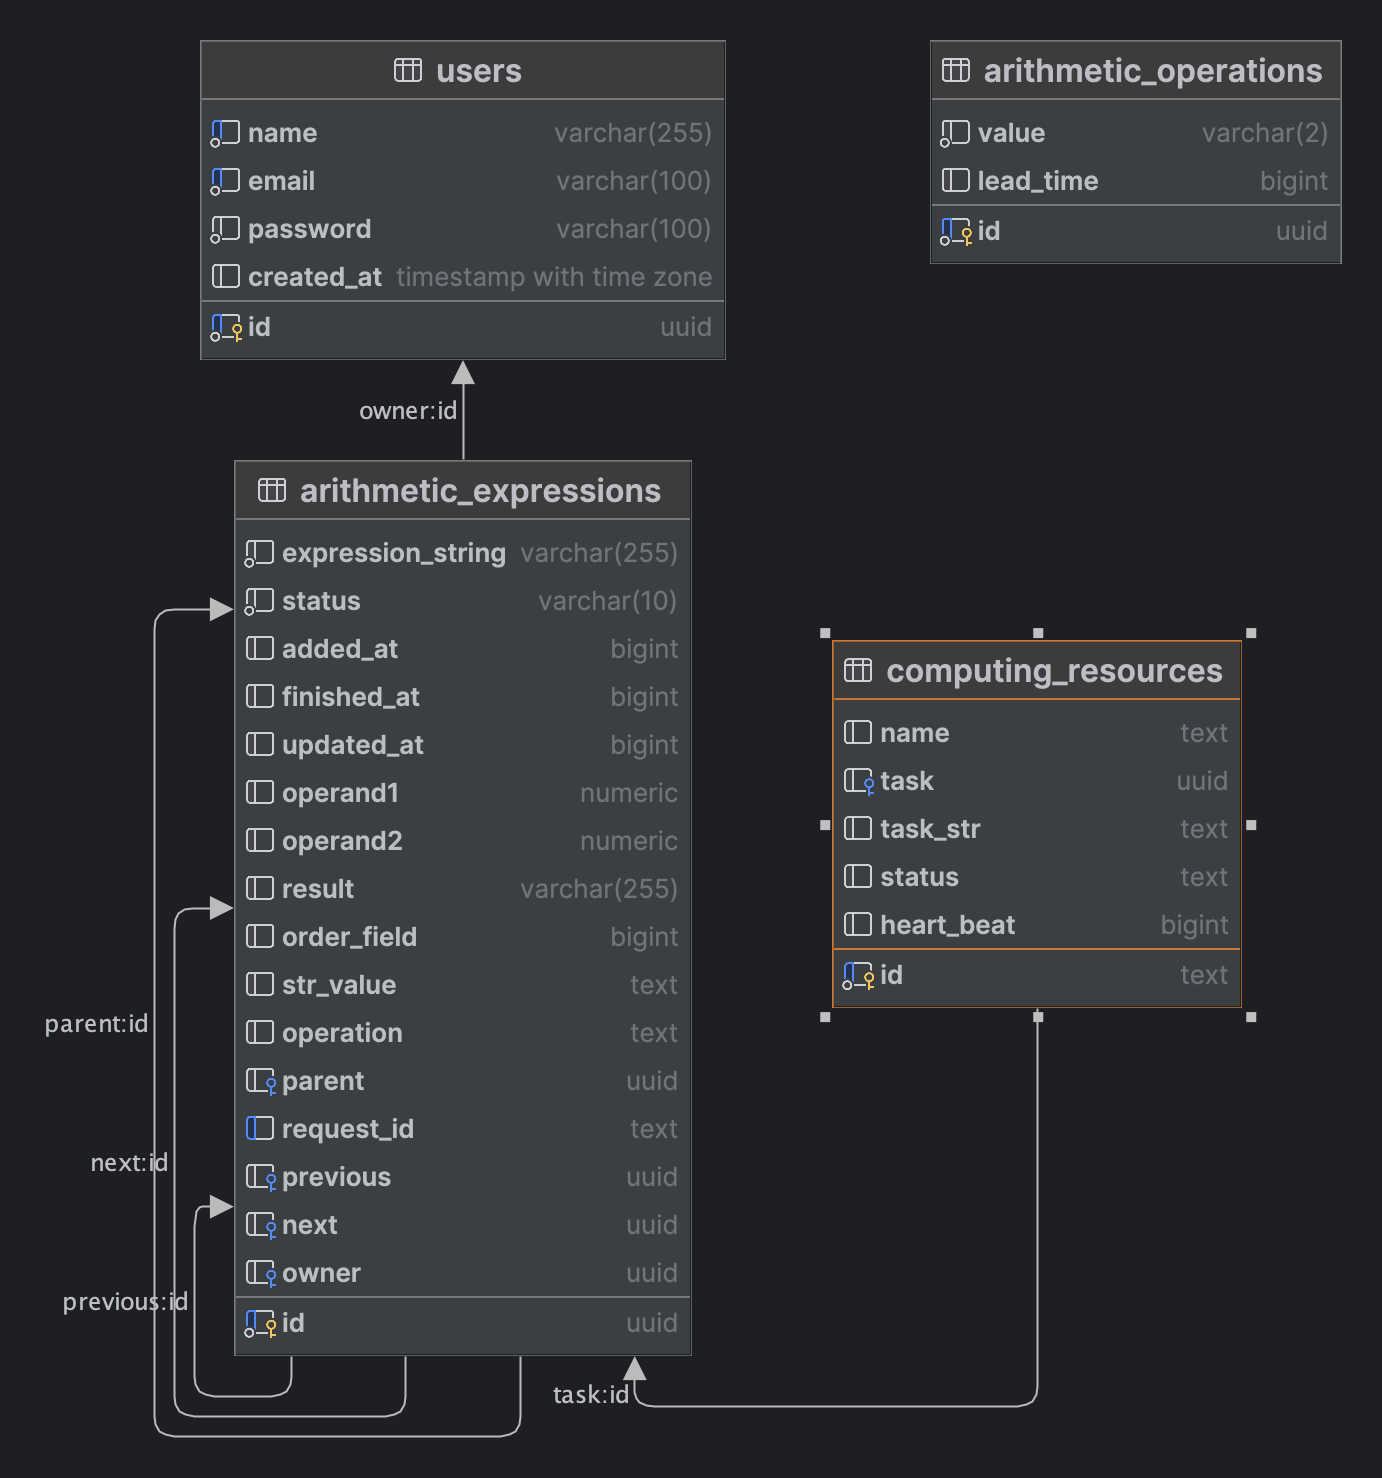 users
name varchar(255)
email varchar(100)
password varchar(100)
created_at timestamp with time zone
id uuid
arithmetic_operations
value varchar(2)
lead_time bigint
id uuid
owner:id
arithmetic_expressions
expression_string varchar(255)
status varchar(10)
added_at bigint
finished_at bigint
updated_at bigint
operand1 numeric
operand2 numeric
result varchar(255)
order_field bigint
str_value text
operation text
parent uuid
request_id text
previous uuid
next uuid
owner uuid
id uuid
parent:id
next:id
previous:id
computing_resources
name text
task uuid
task_str text
status text
heart_beat bigint
id text
task:id